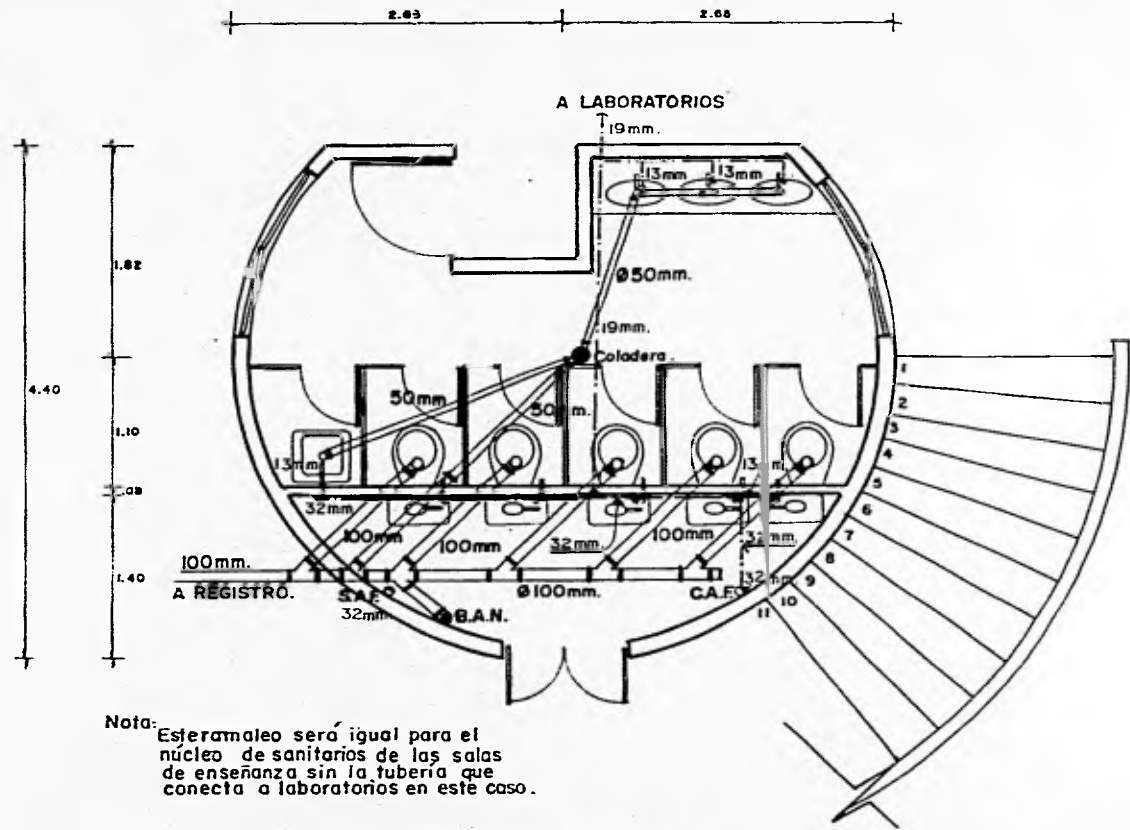 2.65 2.68
A LABORATORIOS
19mm.
13mm 13mm
1.82
Ø50mm.
19mm.
Coladera.
4.40
1
2
50mm
50mm.
3
1.10
4
13mm
13mm.
5
.08
32mm
6
100mm
100mm
32mm.
100mm
32mm.
7
8
100mm.
32mm
9
A REGISTRO.
S.A.F.
Ø100mm.
C.A.F.
10
1.40
32mm.
B.A.N.
11
Nota:
Esteramaleo será igual para el
núcleo de sanitarios de las salas
de enseñanza sin la tubería que
conecta a laboratorios en este caso.